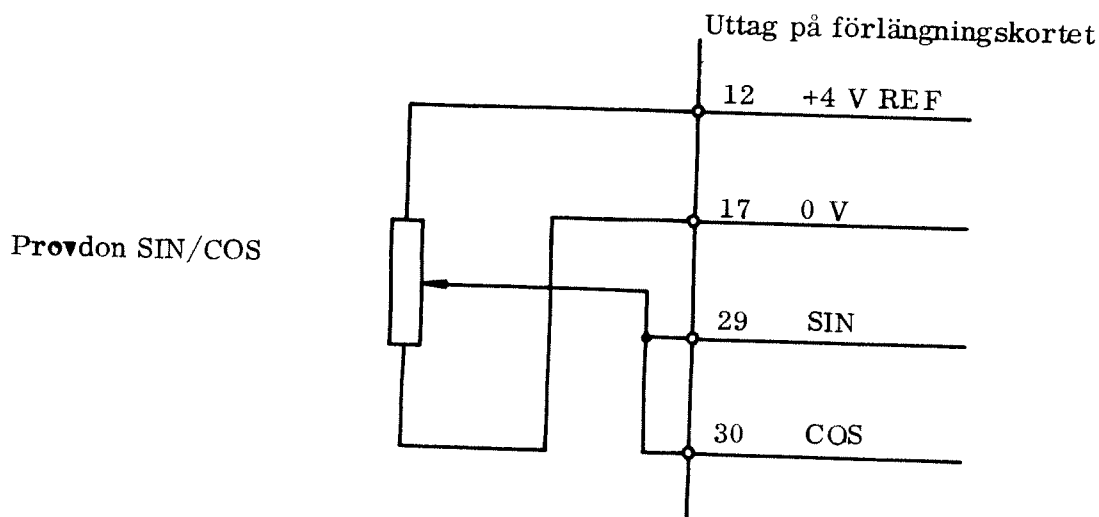 Uttag på förlängningskortet
12 +4 V REF
17 0 V
Provdon SIN/COS
29 SIN
30 COS